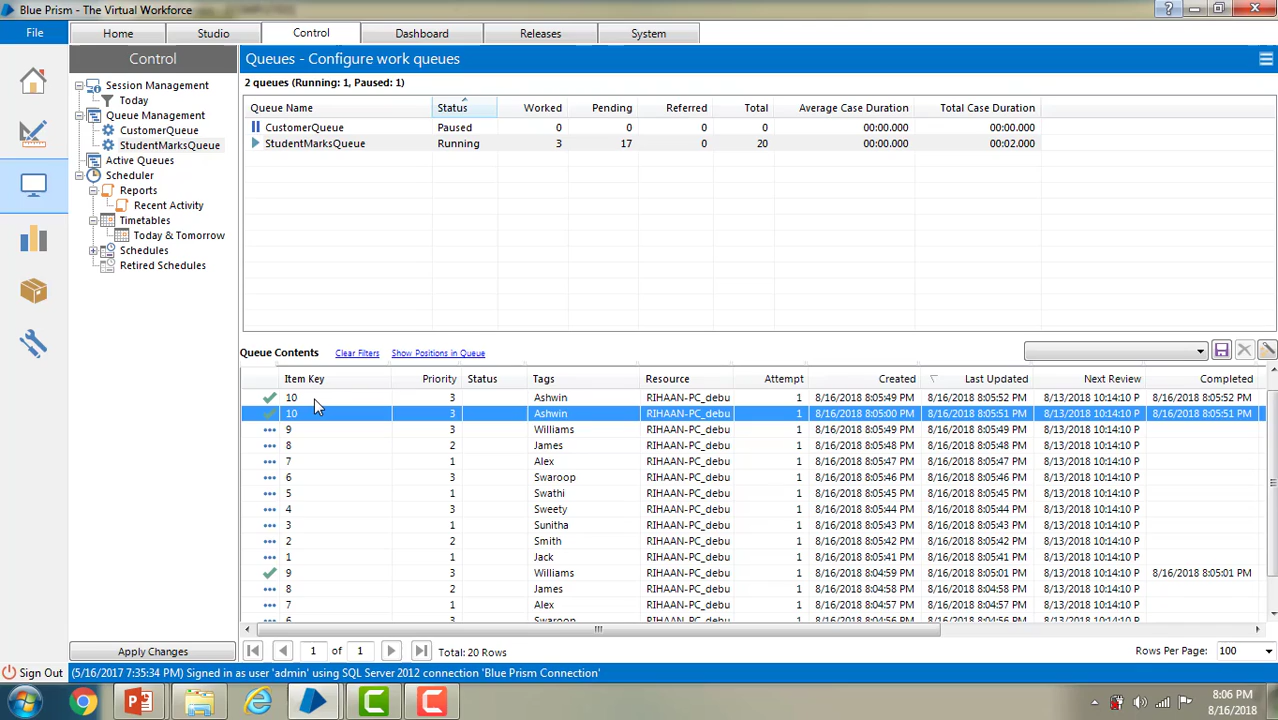 Blue Prism - The Virtual Workforce
File Home Studio Control Dashboard Releases System
Control
Queues - Configure work queues
2 queues (Running: 1, Paused: 1)
Session Management
Today
Queue Management
CustomerQueue
StudentMarksQueue
Active Queues
Scheduler
Reports
Recent Activity
Timetables
Today & Tomorrow
Schedules
Retired Schedules
Queue Name Status Worked Pending Referred Total Average Case Duration Total Case Duration
CustomerQueue Paused 0 0 0 0 00:00.000 00:00.000
StudentMarksQueue Running 3 17 0 20 00:00.000 00:02.000
Queue Contents Clear Filters Show Positions in Queue
Item Key Priority Status Tags Resource Attempt Created Last Updated Next Review Completed
10 3 Ashwin RIHAAN-PC_debu 1 8/16/2018 8:05:49 PM 8/16/2018 8:05:52 PM 8/13/2018 10:14:10 P 8/16/2018 8:05:52 PM
10 3 Ashwin RIHAAN-PC_debu 1 8/16/2018 8:05:00 PM 8/16/2018 8:05:51 PM 8/13/2018 10:14:10 P 8/16/2018 8:05:51 PM
9 3 Williams RIHAAN-PC_debu 1 8/16/2018 8:05:49 PM 8/16/2018 8:05:49 PM 8/13/2018 10:14:10 P
8 2 James RIHAAN-PC_debu 1 8/16/2018 8:05:48 PM 8/16/2018 8:05:48 PM 8/13/2018 10:14:10 P
7 1 Alex RIHAAN-PC_debu 1 8/16/2018 8:05:47 PM 8/16/2018 8:05:47 PM 8/13/2018 10:14:10 P
6 3 Swaroop RIHAAN-PC_debu 1 8/16/2018 8:05:46 PM 8/16/2018 8:05:46 PM 8/13/2018 10:14:10 P
5 1 Swathi RIHAAN-PC_debu 1 8/16/2018 8:05:45 PM 8/16/2018 8:05:45 PM 8/13/2018 10:14:10 P
4 3 Sweety RIHAAN-PC_debu 1 8/16/2018 8:05:44 PM 8/16/2018 8:05:44 PM 8/13/2018 10:14:10 P
3 1 Sunitha RIHAAN-PC_debu 1 8/16/2018 8:05:43 PM 8/16/2018 8:05:43 PM 8/13/2018 10:14:10 P
2 2 Smith RIHAAN-PC_debu 1 8/16/2018 8:05:42 PM 8/16/2018 8:05:42 PM 8/13/2018 10:14:10 P
1 1 Jack RIHAAN-PC_debu 1 8/16/2018 8:05:41 PM 8/16/2018 8:05:41 PM 8/13/2018 10:14:10 P
9 3 Williams RIHAAN-PC_debu 1 8/16/2018 8:04:59 PM 8/16/2018 8:05:01 PM 8/13/2018 10:14:10 P 8/16/2018 8:05:01 PM
8 2 James RIHAAN-PC_debu 1 8/16/2018 8:04:58 PM 8/16/2018 8:04:58 PM 8/13/2018 10:14:10 P
7 1 Alex RIHAAN-PC_debu 1 8/16/2018 8:04:57 PM 8/16/2018 8:04:57 PM 8/13/2018 10:14:10 P
6 3 Swaroop RIHAAN-PC_debu 1 8/16/2018 8:04:56 PM 8/16/2018 8:04:56 PM 8/13/2018 10:14:10 P
Apply Changes
1 of 1 Total: 20 Rows Rows Per Page: 100
Sign Out (5/16/2017 7:35:34 PM) Signed in as user 'admin' using SQL Server 2012 connection 'Blue Prism Connection'
8:06 PM
8/16/2018